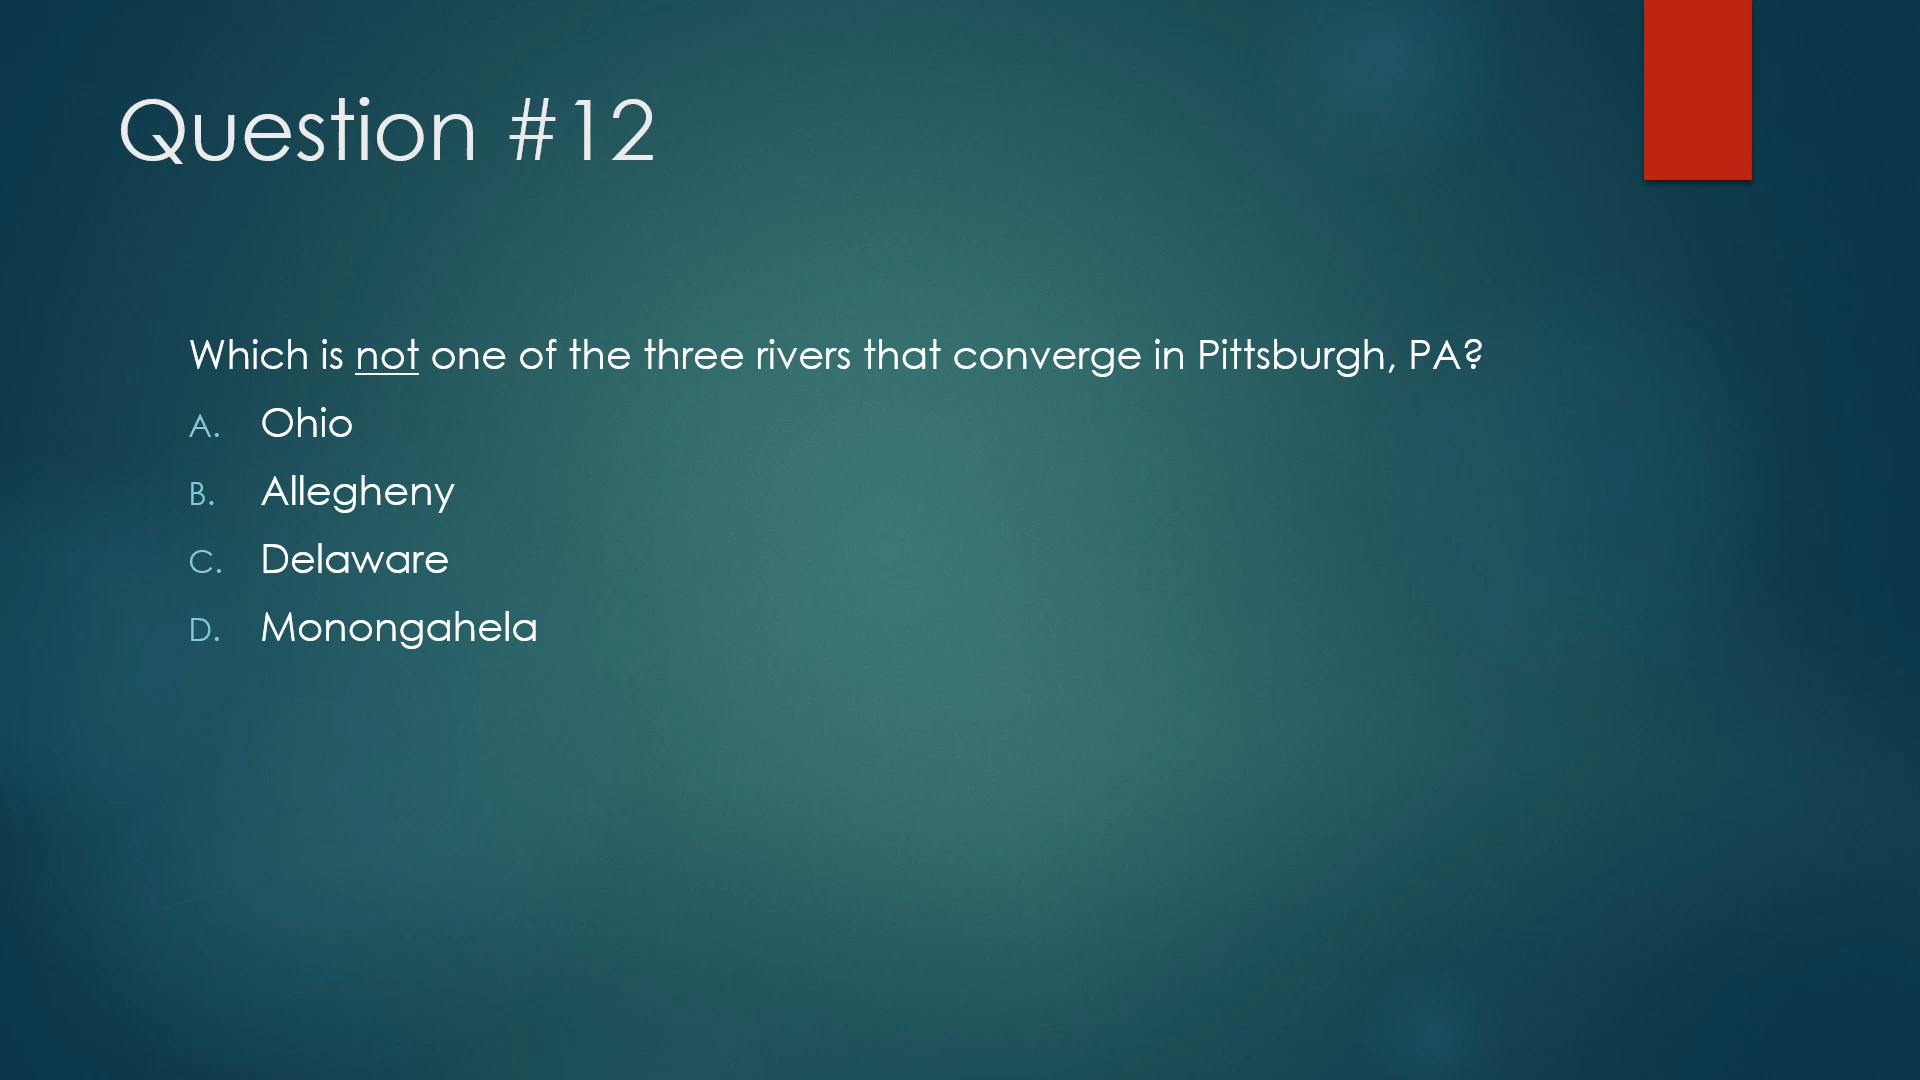 Question #12
Which is not one of the three rivers that converge in Pittsburgh, PA?
A. Ohio
B. Allegheny
C. Delaware
D. Monongahela